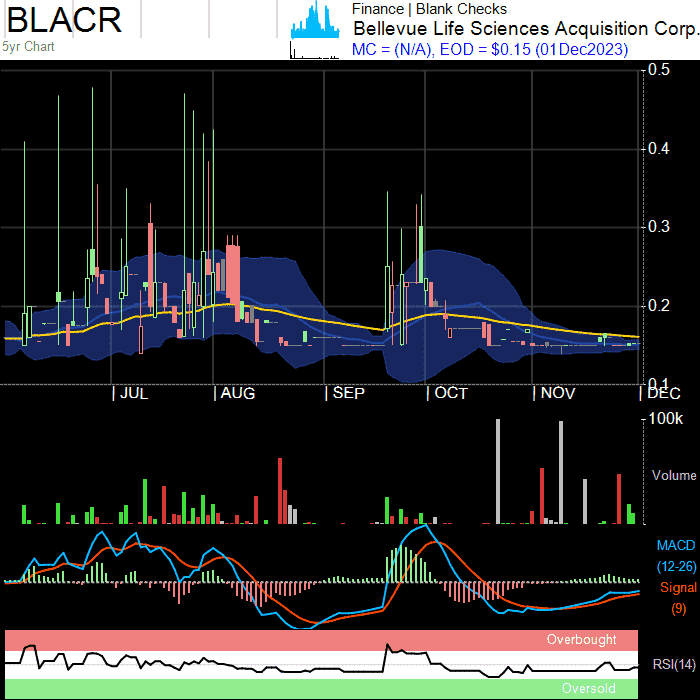 BLACR
5yr Chart
Finance | Blank Checks
Bellevue Life Sciences Acquisition Corp.
MC = (N/A), EOD = $0.15 (01Dec2023)
0.5
0.4
0.3
0.2
0.1
JUL
AUG
SEP
OCT
NOV
DEC
100k
Volume
MACD
(12-26)
Signal
(9)
Overbought
RSI(14)
Oversold